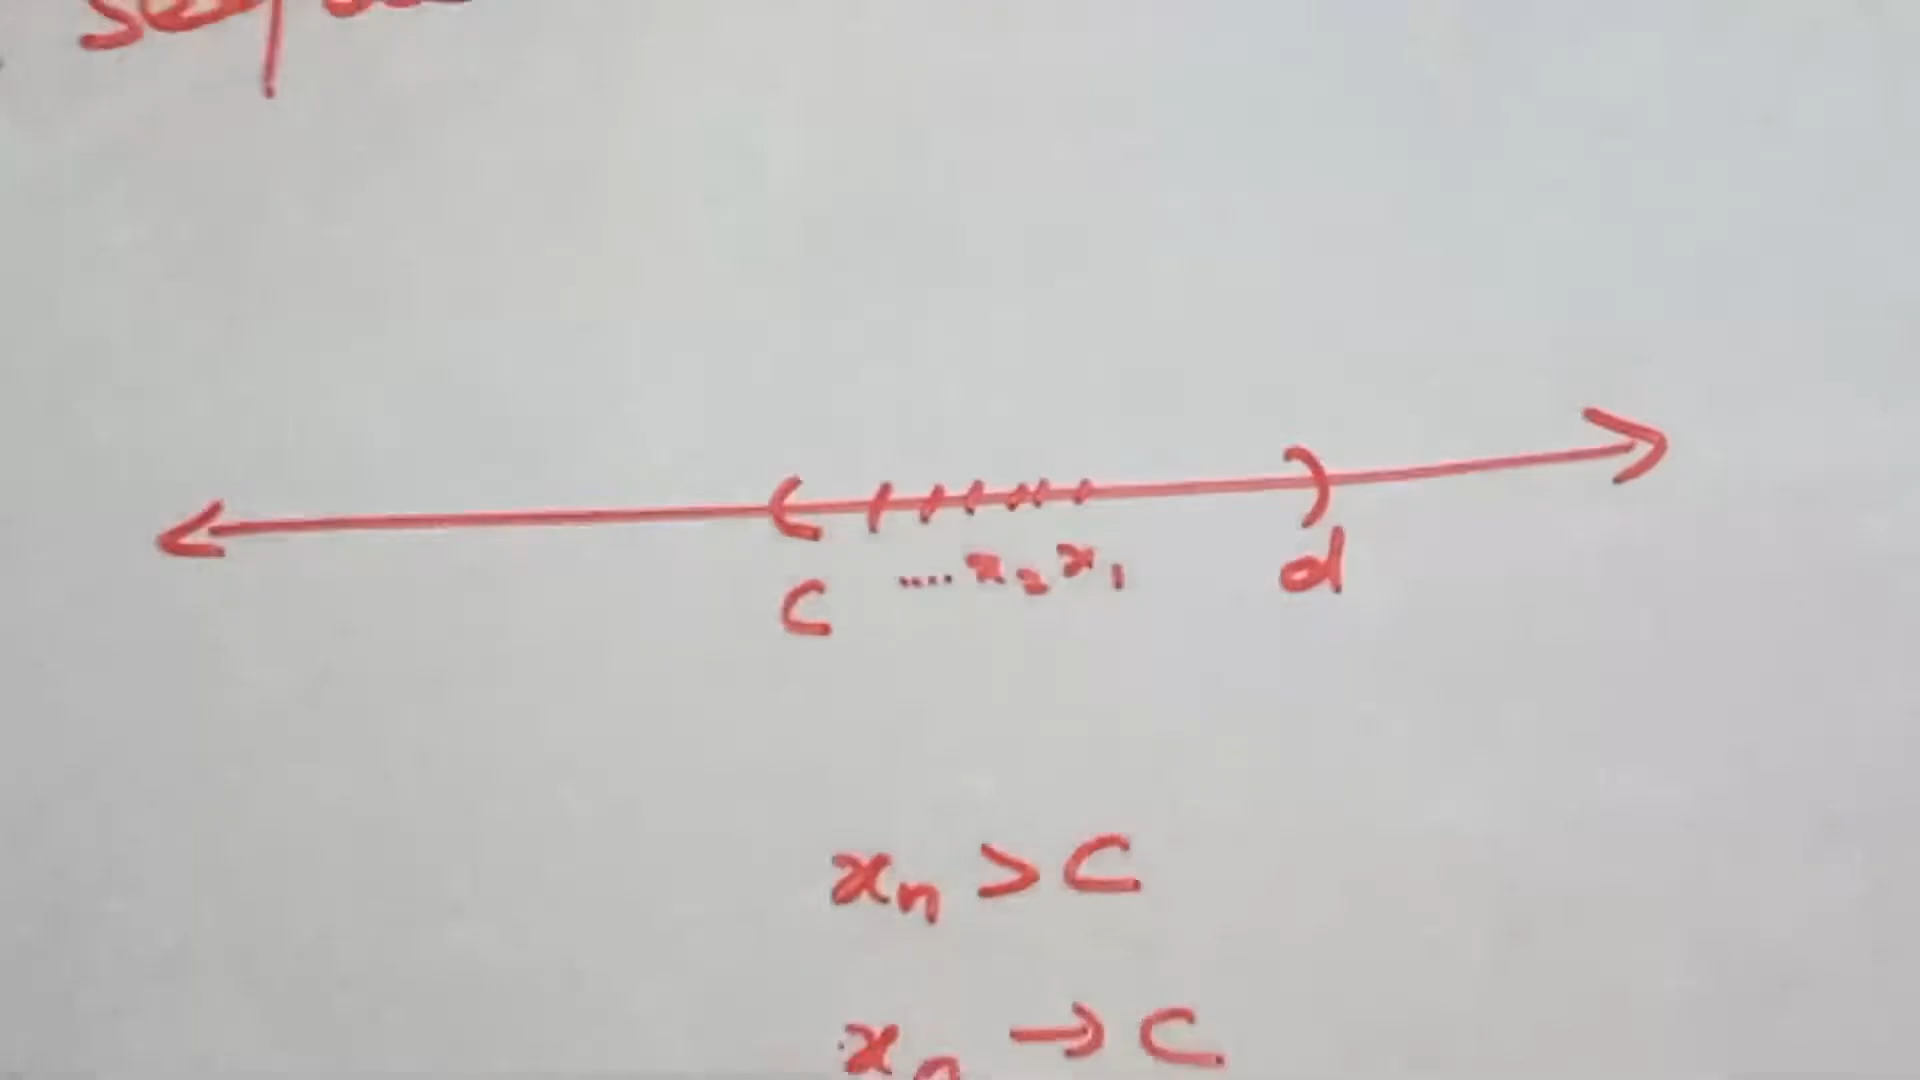 C .... x₂ x₁ d
xₙ > C
xₙ → C